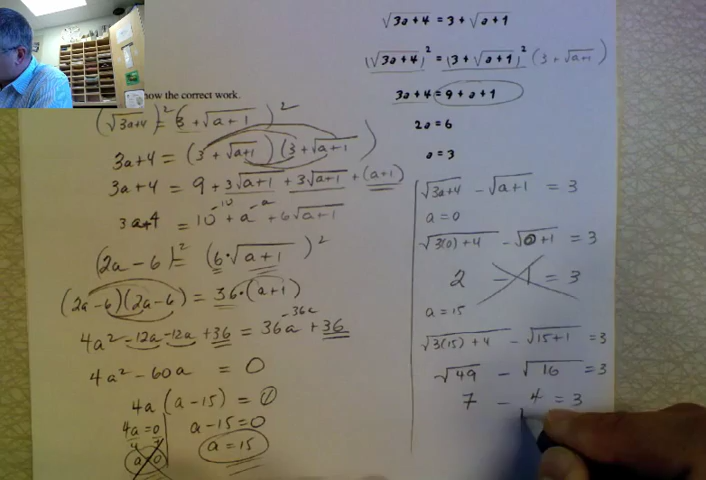 √3a+4 = 3 + √a+1
(√3a+4)² = (3 + √a+1)² (3 + √a+1)
3a+4 = 9 + a + 1
2a = 6
a = 3
now the correct work.
(√3a+4)² = (3 + √a+1)²
3a+4 = (3 + √a+1)(3 + √a+1)
3a+4 = 9 + 3√a+1 + 3√a+1 + (a+1)
3a+4 = 10 + a + 6√a+1
-10 -a
(2a-6)² = (6·√a+1)²
(2a-6)(2a-6) = 36·(a+1)
-36a
4a² -12a -12a +36 = 36a + 36
4a² - 60a = 0
4a (a-15) = 0
4a = 0 a-15 = 0
4 4
a=0 a = 15
√3a+4 - √a+1 = 3
a = 0
√3(0)+4 - √0+1 = 3
2 - 1 = 3
a = 15
√3(15)+4 - √15+1 = 3
√49 - √16 = 3
7 - 4 = 3